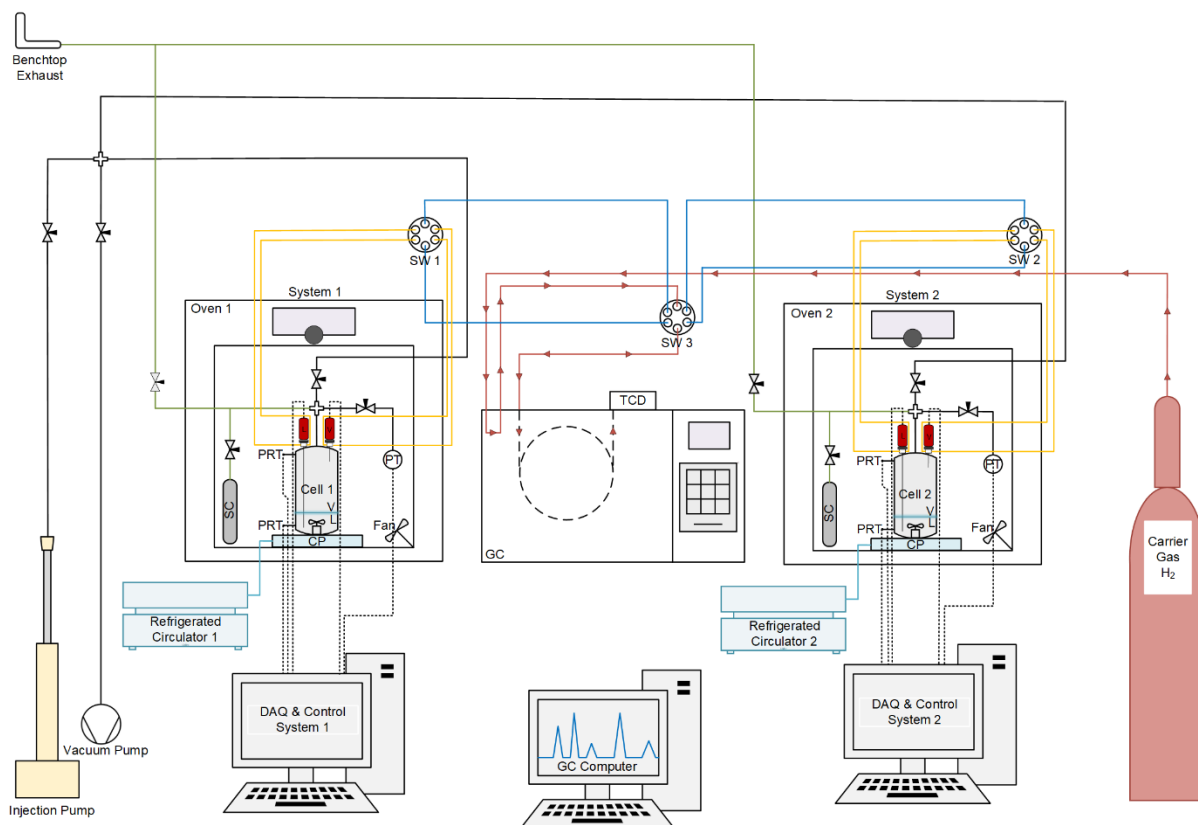 Benchtop
Exhaust
SW 1
SW 2
SW 3
System 1
Oven 1
System 2
Oven 2
TCD
PRT
Cell 1
V
L
PRT
CP
SC
PT
Fan
GC
PRT
Cell 2
V
L
PRT
CP
SC
PT
Fan
Carrier
Gas
H₂
Refrigerated
Circulator 1
Refrigerated
Circulator 2
DAQ & Control
System 1
GC Computer
DAQ & Control
System 2
Vacuum Pump
Injection Pump